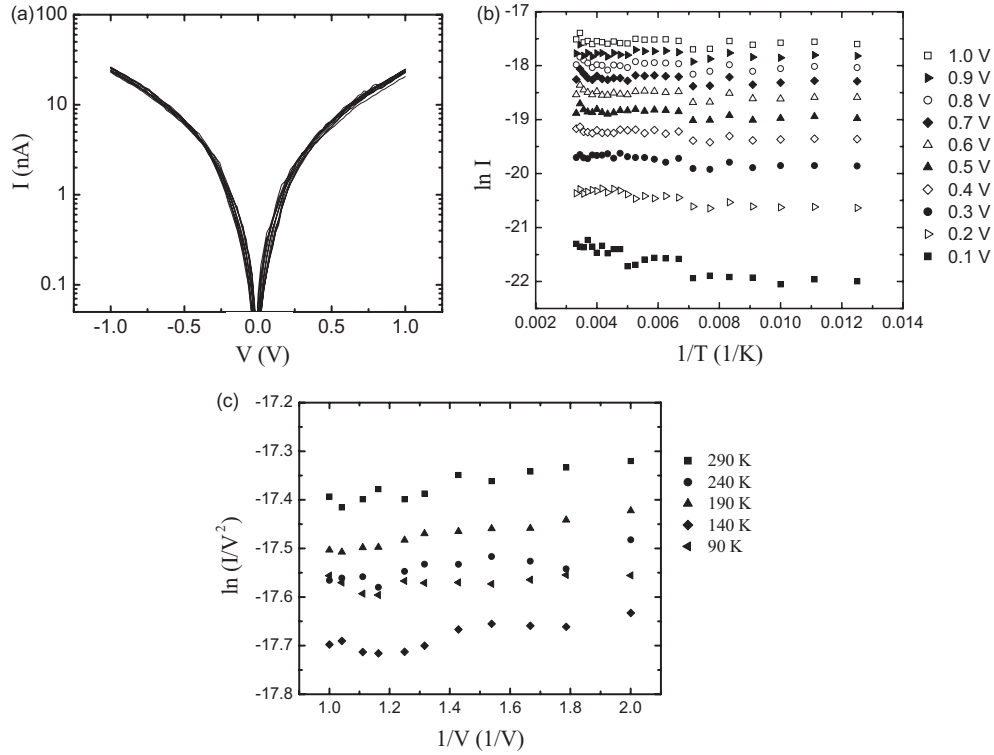 (a)
100
10
1
0.1
I (nA)
-1.0 -0.5 0.0 0.5 1.0
V (V)
(b)
-17
-18
-19
-20
-21
-22
ln I
0.002 0.004 0.006 0.008 0.010 0.012 0.014
1/T (1/K)
1.0 V
0.9 V
0.8 V
0.7 V
0.6 V
0.5 V
0.4 V
0.3 V
0.2 V
0.1 V
(c)
-17.2
-17.3
-17.4
-17.5
-17.6
-17.7
-17.8
ln (I/V²)
1.0 1.2 1.4 1.6 1.8 2.0
1/V (1/V)
290 K
240 K
190 K
140 K
90 K